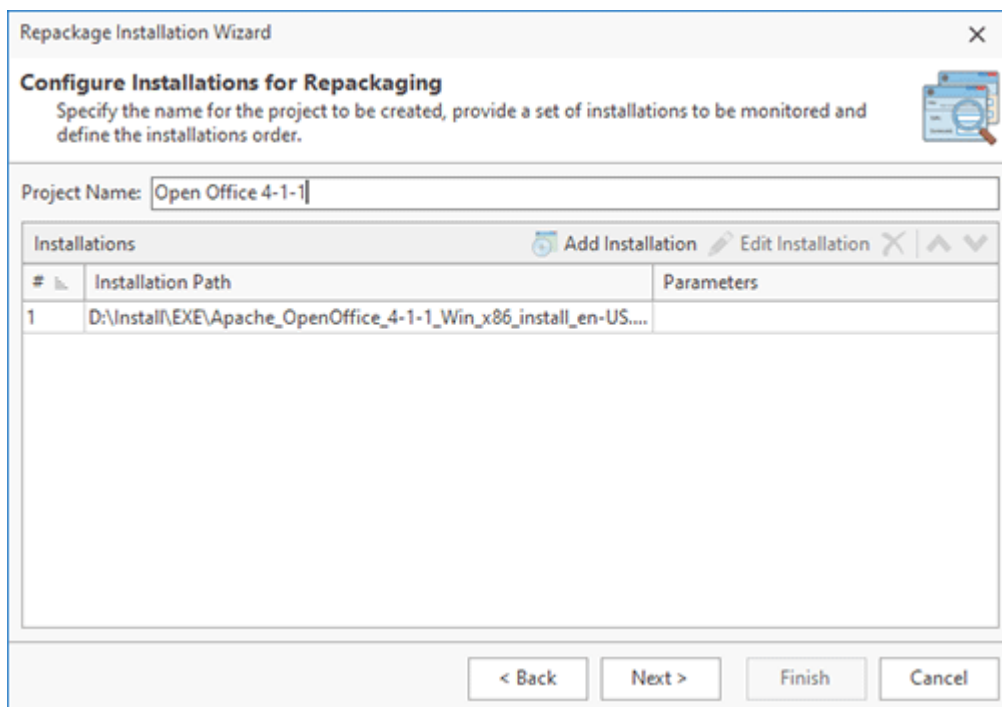 Repackage Installation Wizard
Configure Installations for Repackaging
Specify the name for the project to be created, provide a set of installations to be monitored and
define the installations order.
Project Name: Open Office 4-1-1
Installations Add Installation Edit Installation
# Installation Path Parameters
1 D:\Install\EXE\Apache_OpenOffice_4-1-1_Win_x86_install_en-US....
< Back Next > Finish Cancel